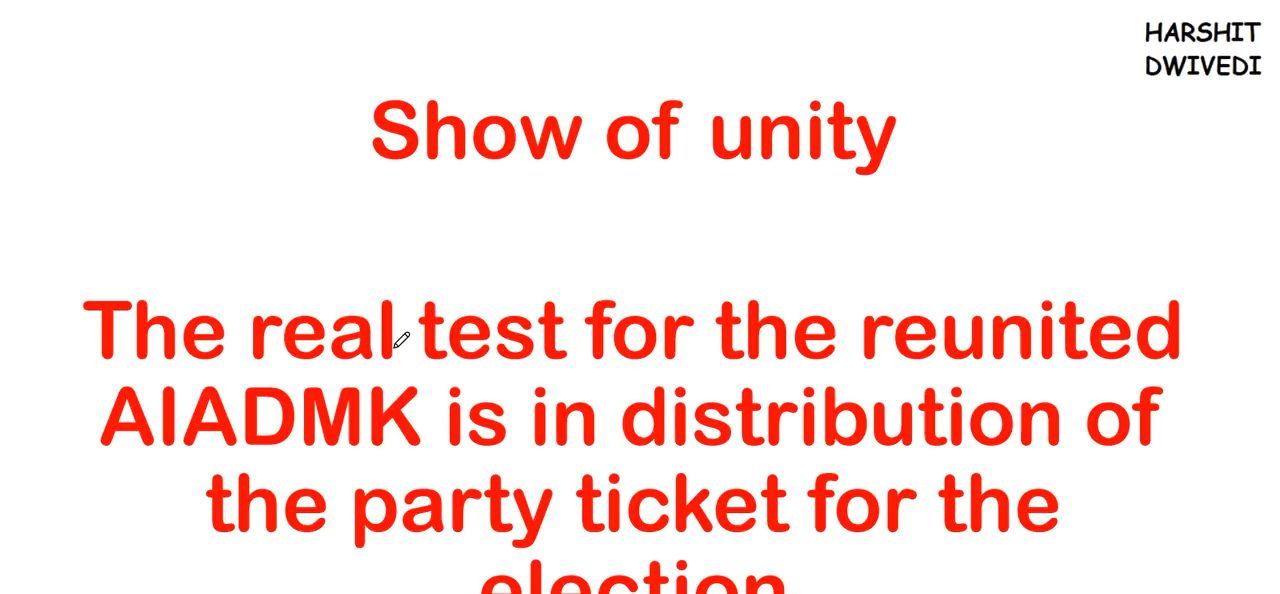 HARSHIT
DWIVEDI
Show of unity
The real test for the reunited
AIADMK is in distribution of
the party ticket for the
election